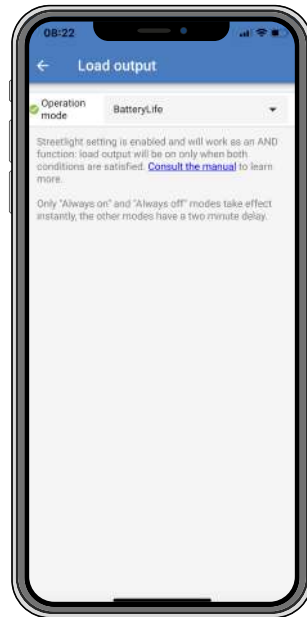 08:22
Load output
Operation
mode
BatteryLife
Streetlight setting is enabled and will work as an AND
function: load output will be on only when both
conditions are satisfied. Consult the manual to learn
more.
Only "Always on" and "Always off" modes take effect
instantly, the other modes have a two minute delay.